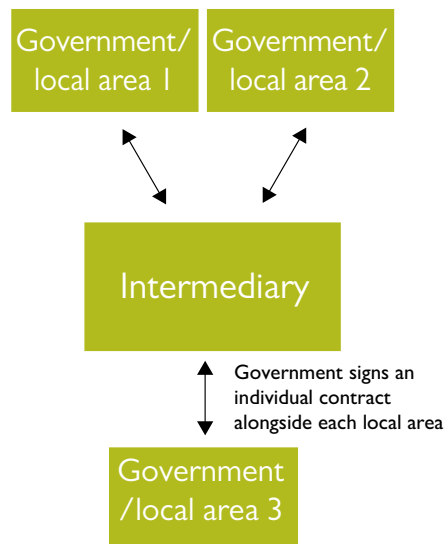 Government/
local area 1
Government/
local area 2
Intermediary
Government signs an
individual contract
alongside each local area
Government
/local area 3